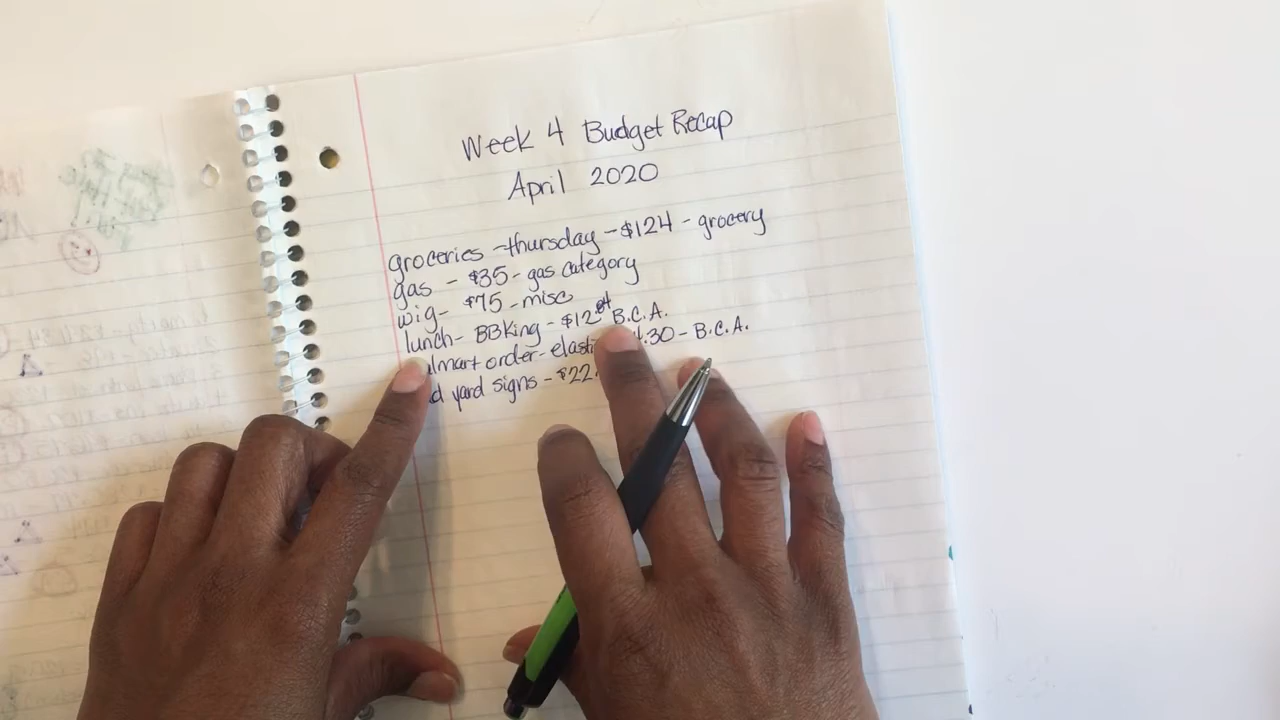 Week 4 Budget Recap
April 2020
groceries - thursday - $124 - grocery
gas - $35 - gas category
wig - $75 - misc
lunch - BBKing - $12. B.C.A.
order - .30 - B.C.A.
yard signs - $22.